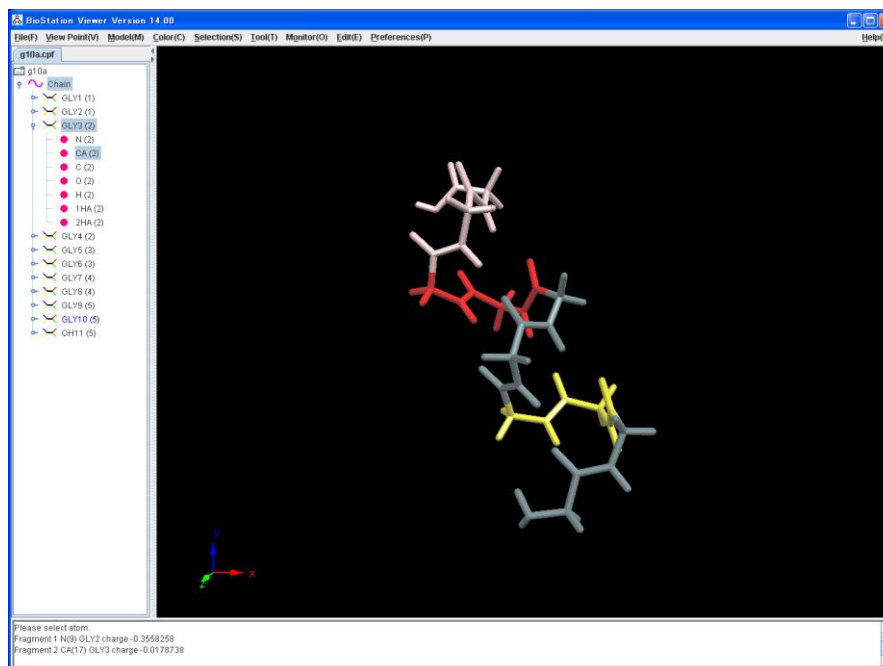 BioStation Viewer Version 14.00
File(F) View Point(V) Model(M) Color(C) Selection(S) Tool(T) Monitor(O) Edit(E) Preferences(P) Help(
g10a.cpf
g10a
Chain
GLY1 (1)
GLY2 (1)
GLY3 (2)
N (2)
CA (2)
C (2)
O (2)
H (2)
1HA (2)
2HA (2)
GLY4 (2)
GLY5 (3)
GLY6 (3)
GLY7 (4)
GLY8 (4)
GLY9 (5)
GLY10 (5)
OH11 (5)
y
x
z
Please select atom.
Fragment 1 N(9) GLY2 charge -0.3558258
Fragment 2 CA(17) GLY3 charge -0.0178738